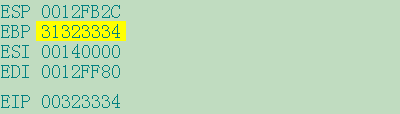 ESP 0012FB2C
EBP 31323334
ESI 00140000
EDI 0012FF80
EIP 00323334